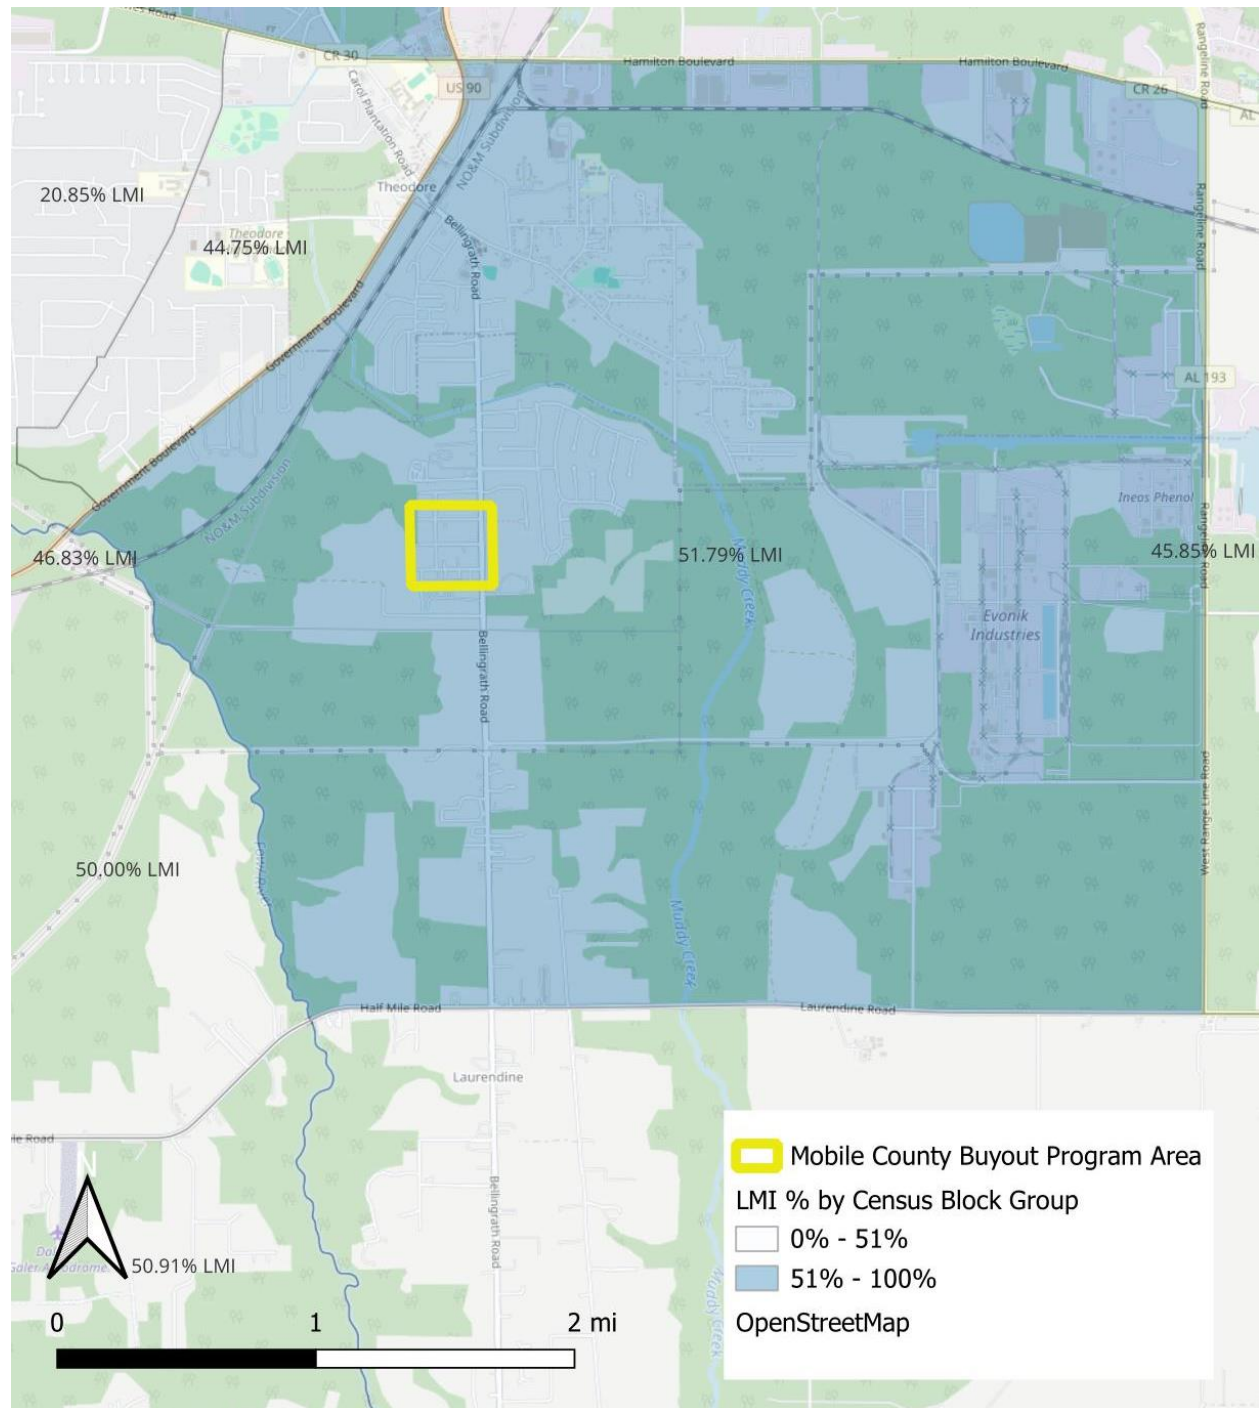 CR 30
Hamilton Boulevard
Hamilton Boulevard
Rangeline Road
US 90
CR 26
Carol Plantation Road
NO&M Subdivision
Theodore
20.85% LMI
Bellingrath Road
Rangeline Road
Theodore
44.75% LMI
Government Boulevard
AL 193
Government Boulevard
NO&M Subdivision
Ineos Phenol
46.83% LMI
51.79% LMI
Muddy Creek
Rangeline Road
45.85% LMI
Evonik
Industries
Bellingrath Road
West Range Line Road
50.00% LMI
Fowl River
Muddy Creek
Half Mile Road
Laurendine Road
Laurendine
Road
Bellingrath Road
50.91% LMI
Muddy Creek
Mobile County Buyout Program Area
LMI % by Census Block Group
0% - 51%
51% - 100%
OpenStreetMap
0 1 2 mi